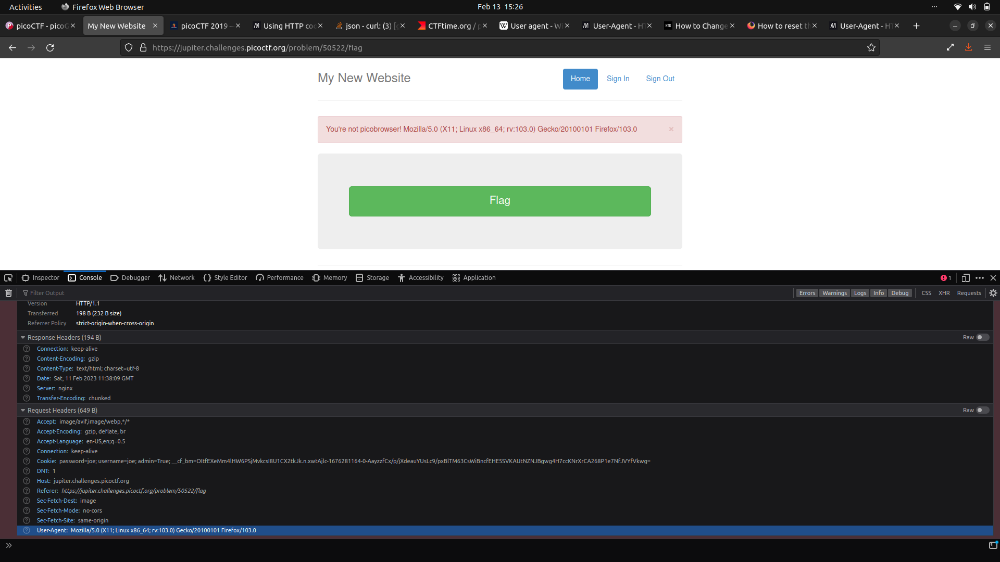 Activities Firefox Web Browser Feb 13 15:26
picoCTF - pico My New Website picoCTF 2019 – Using HTTP co json - curl: (3) [ CTFtime.org / p User agent - W User-Agent - H How to Change How to reset th User-Agent - H
https://jupiter.challenges.picoctf.org/problem/50522/flag
My New Website Home Sign In Sign Out
You're not picobrowser! Mozilla/5.0 (X11; Linux x86_64; rv:103.0) Gecko/20100101 Firefox/103.0 ×
Flag
Inspector Console Debugger Network Style Editor Performance Memory Storage Accessibility Application 1
Filter Output Errors Warnings Logs Info Debug CSS XHR Requests
Version HTTP/1.1
Transferred 198 B (232 B size)
Referrer Policy strict-origin-when-cross-origin
Response Headers (194 B) Raw
Connection: keep-alive
Content-Encoding: gzip
Content-Type: text/html; charset=utf-8
Date: Sat, 11 Feb 2023 11:38:09 GMT
Server: nginx
Transfer-Encoding: chunked
Request Headers (649 B) Raw
Accept: image/avif,image/webp,*/*
Accept-Encoding: gzip, deflate, br
Accept-Language: en-US,en;q=0.5
Connection: keep-alive
Cookie: password=joe; username=joe; admin=True; __cf_bm=OItfEXeMm4lHW6PSjMvkcsI8U1CX2tkJk.n.xwtAjlc-1676281164-0-AayzzfCx/p/jXdeauYUsLc9/pxBlTM63CsWiBncfEHE5SVKAUtNZNJBgwg4H7ccKNrXrCA268P1e7NfJVYfVkwg=
DNT: 1
Host: jupiter.challenges.picoctf.org
Referer: https://jupiter.challenges.picoctf.org/problem/50522/flag
Sec-Fetch-Dest: image
Sec-Fetch-Mode: no-cors
Sec-Fetch-Site: same-origin
User-Agent: Mozilla/5.0 (X11; Linux x86_64; rv:103.0) Gecko/20100101 Firefox/103.0